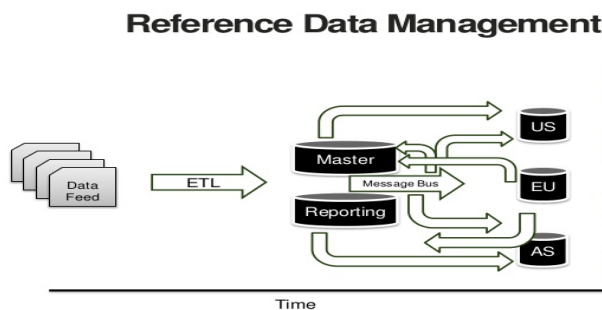 Reference Data Management
US
Master
Data
Feed
ETL
Message Bus
EU
Reporting
AS
Time